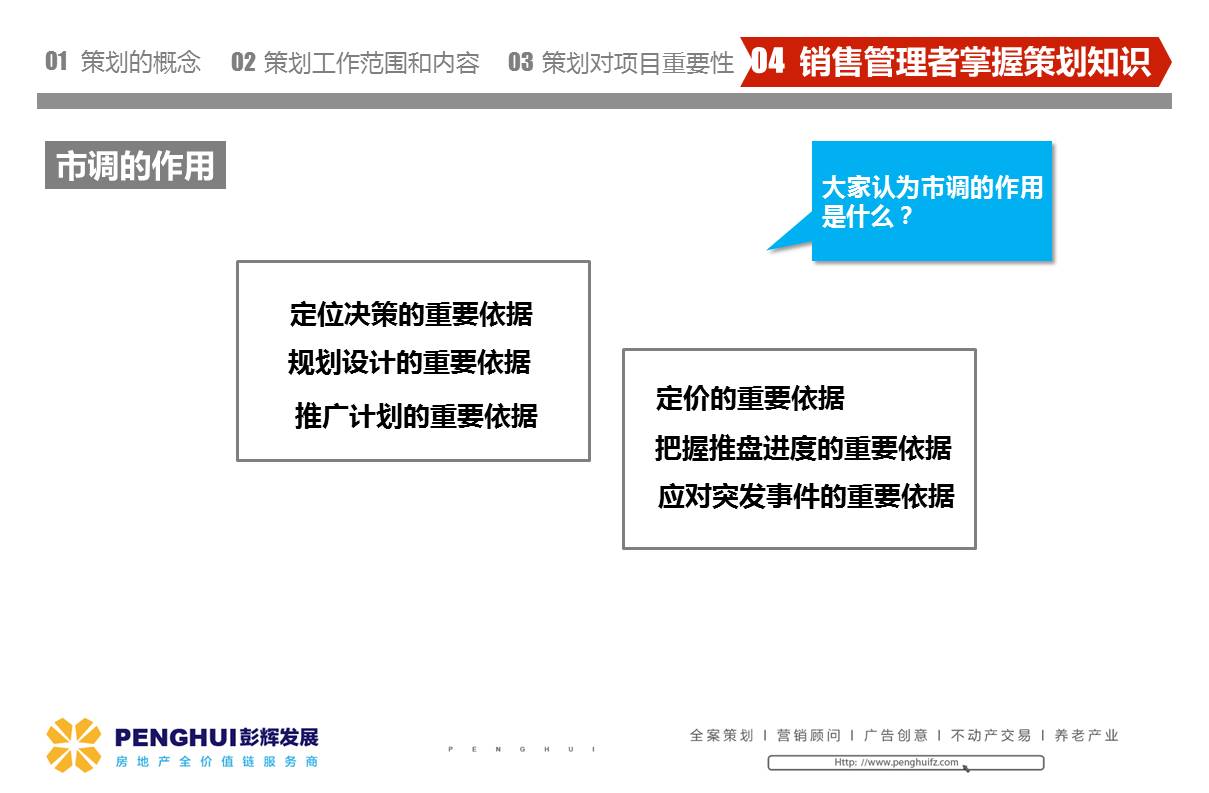 01 策划的概念 02 策划工作范围和内容 03 策划对项目重要性 04 销售管理者掌握策划知识
市调的作用
大家认为市调的作用
是什么？
定位决策的重要依据
规划设计的重要依据
推广计划的重要依据
定价的重要依据
把握推盘进度的重要依据
应对突发事件的重要依据
PENGHUI彭辉发展
房地产全价值链服务商
PENGHUI
全案策划 I 营销顾问 I 广告创意 I 不动产交易 I 养老产业
Http: //www.penghuifz.com